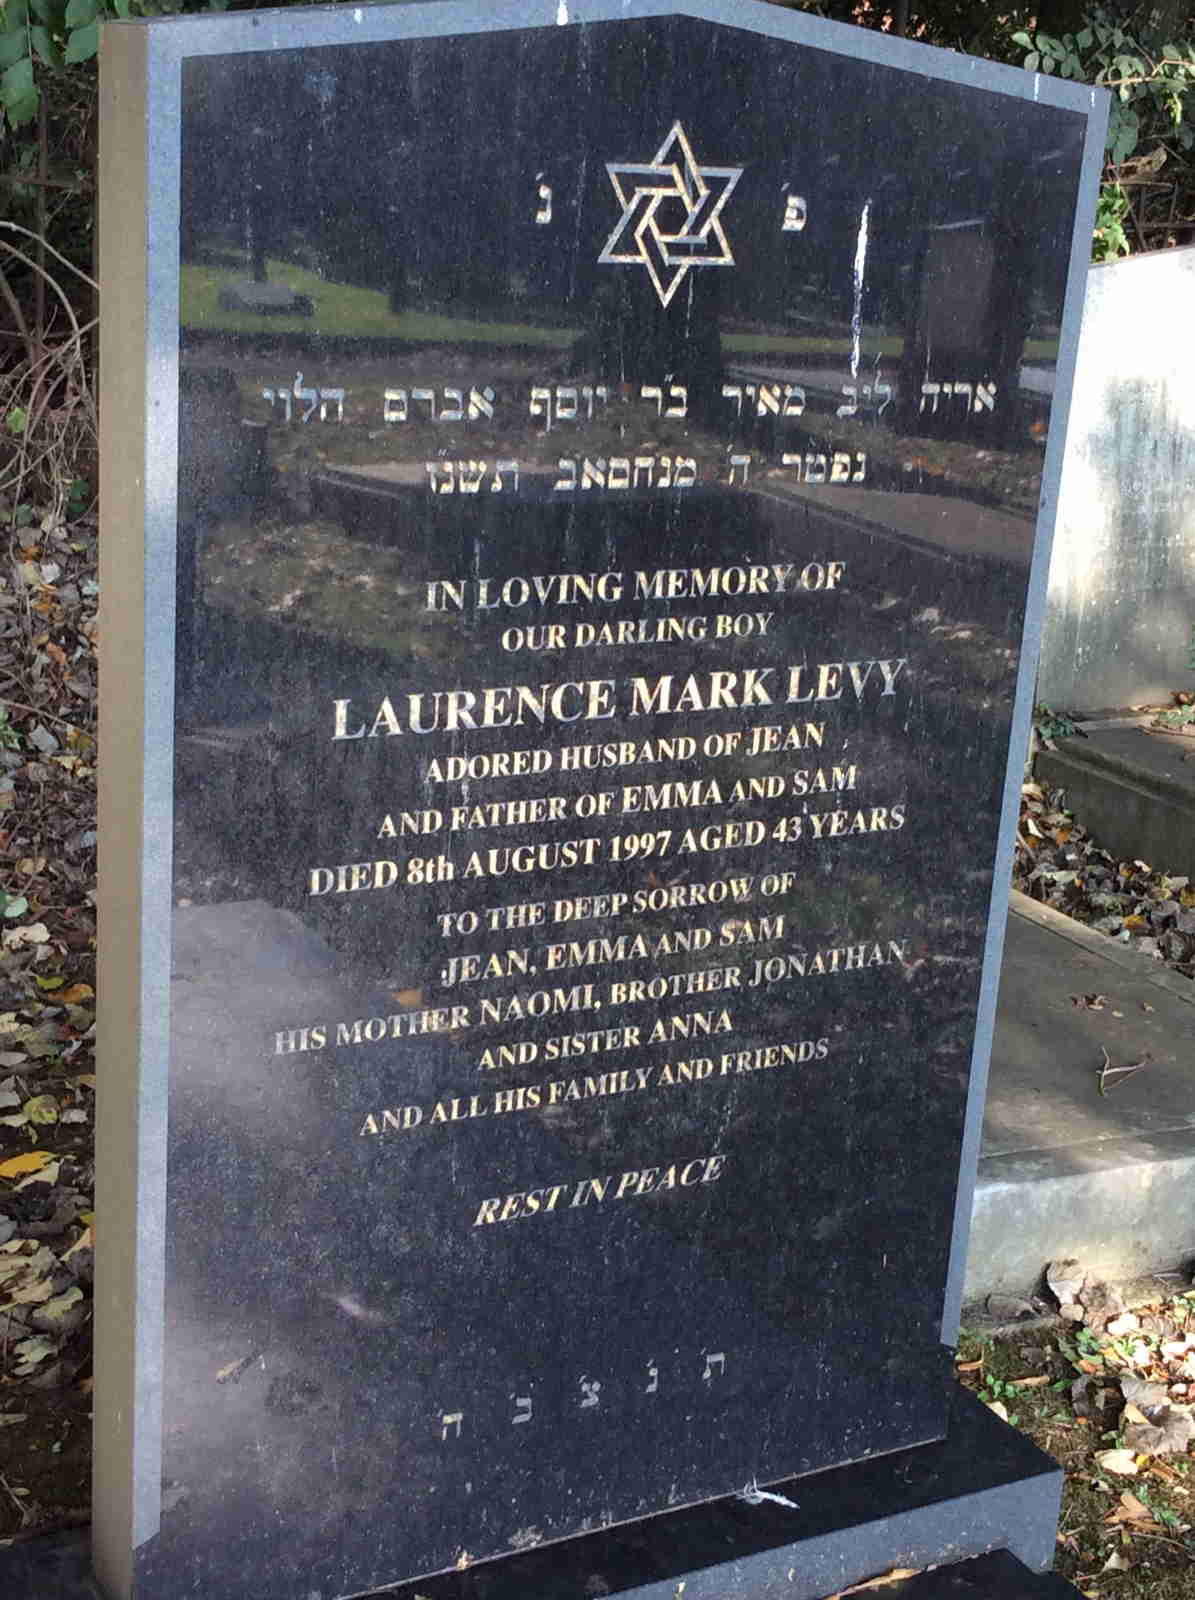 פ' נ'
אריה ליב מאיר ב"ר יוסף אברם הלוי
נפטר ה' מנחם אב תשנ"ז
IN LOVING MEMORY OF
OUR DARLING BOY
LAURENCE MARK LEVY
ADORED HUSBAND OF JEAN
AND FATHER OF EMMA AND SAM
DIED 8th AUGUST 1997 AGED 43 YEARS
TO THE DEEP SORROW OF
JEAN, EMMA AND SAM
HIS MOTHER NAOMI, BROTHER JONATHAN
AND SISTER ANNA
AND ALL HIS FAMILY AND FRIENDS
REST IN PEACE
ת' נ' צ' ב' ה'